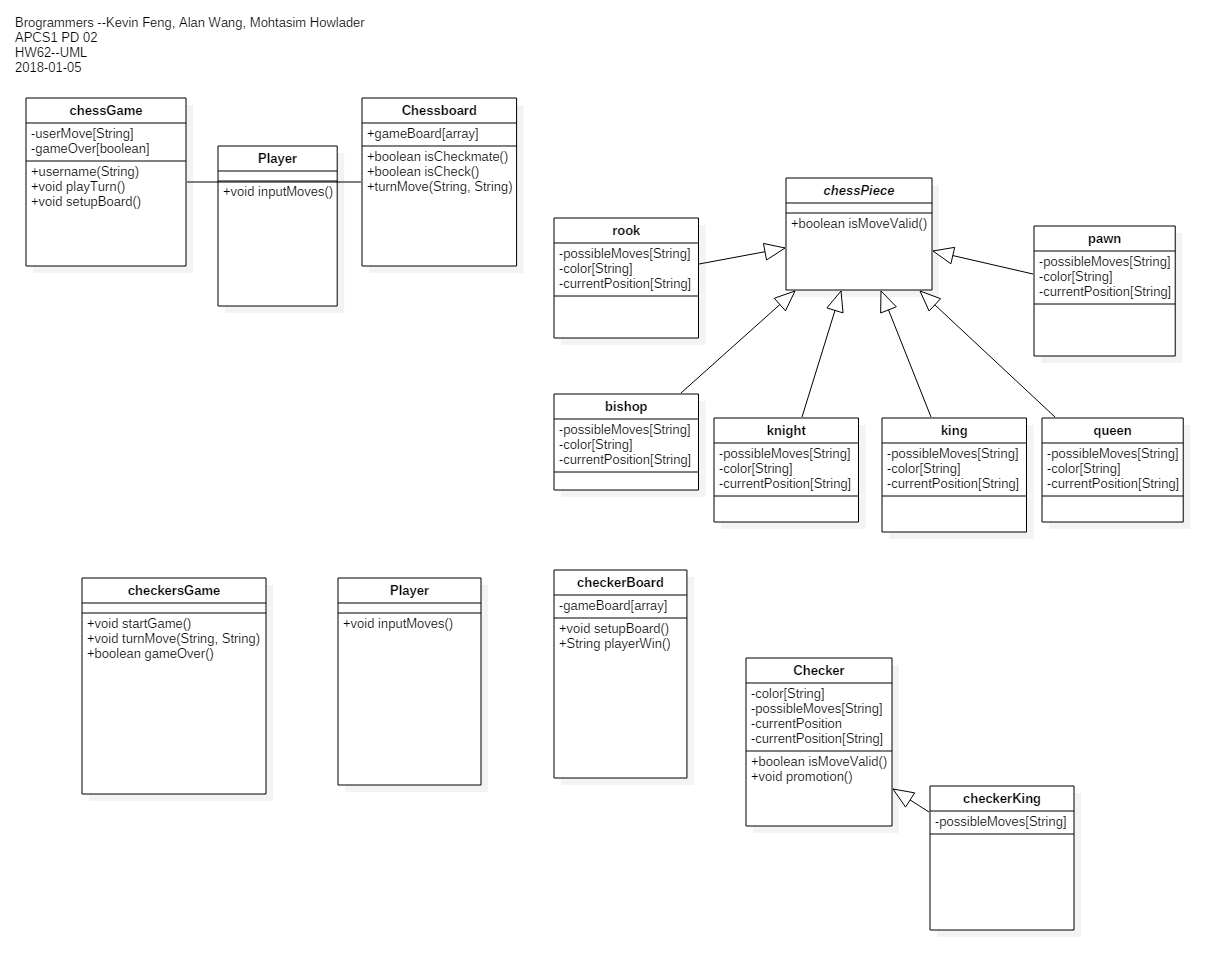 Brogrammers --Kevin Feng, Alan Wang, Mohtasim Howlader
APCS1 PD 02
HW62--UML
2018-01-05
chessGame
-userMove[String]
-gameOver[boolean]
+username(String)
+void playTurn()
+void setupBoard()
Player
+void inputMoves()
Chessboard
+gameBoard[array]
+boolean isCheckmate()
+boolean isCheck()
+turnMove(String, String)
chessPiece
+boolean isMoveValid()
rook
-possibleMoves[String]
-color[String]
-currentPosition[String]
pawn
-possibleMoves[String]
-color[String]
-currentPosition[String]
bishop
-possibleMoves[String]
-color[String]
-currentPosition[String]
knight
-possibleMoves[String]
-color[String]
-currentPosition[String]
king
-possibleMoves[String]
-color[String]
-currentPosition[String]
queen
-possibleMoves[String]
-color[String]
-currentPosition[String]
checkersGame
+void startGame()
+void turnMove(String, String)
+boolean gameOver()
Player
+void inputMoves()
checkerBoard
-gameBoard[array]
+void setupBoard()
+String playerWin()
Checker
-color[String]
-possibleMoves[String]
-currentPosition
-currentPosition[String]
+boolean isMoveValid()
+void promotion()
checkerKing
-possibleMoves[String]